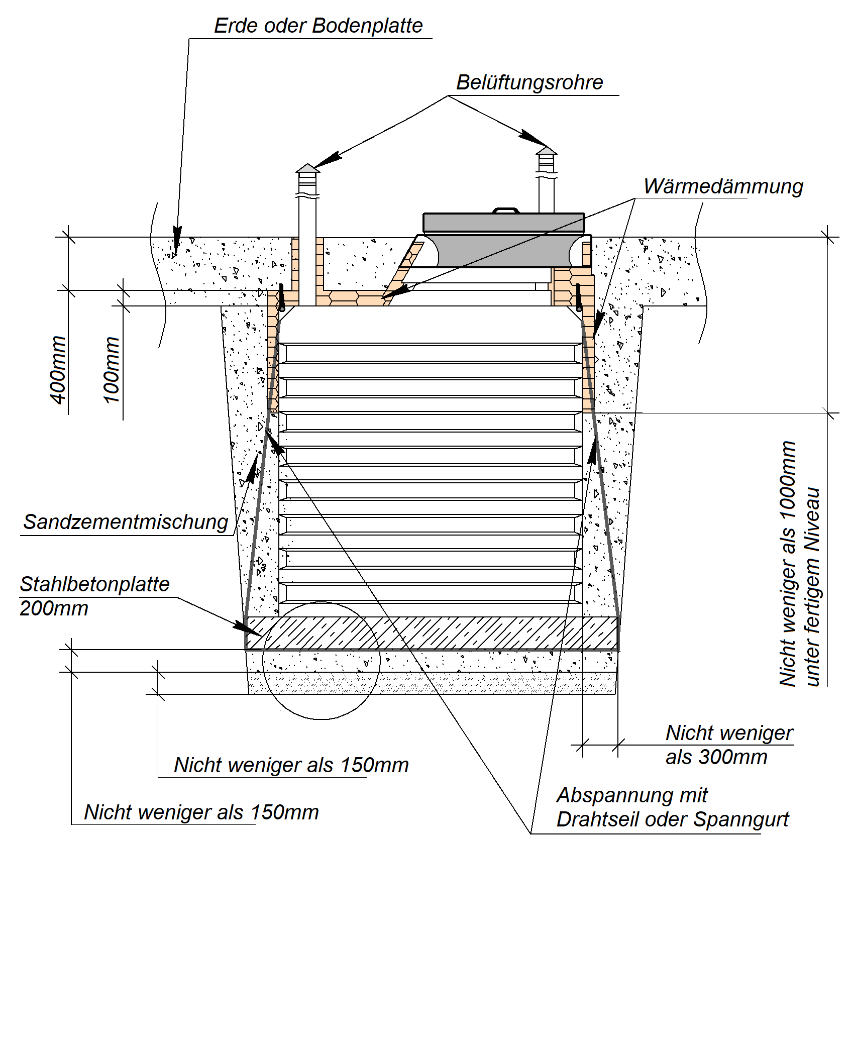 Erde oder Bodenplatte
Belüftungsrohre
Wärmedämmung
400mm
100mm
Sandzementmischung
Stahlbetonplatte
200mm
Nicht weniger als 1000mm
unter fertigem Niveau
Nicht weniger
als 300mm
Nicht weniger als 150mm
Nicht weniger als 150mm
Abspannung mit
Drahtseil oder Spanngurt